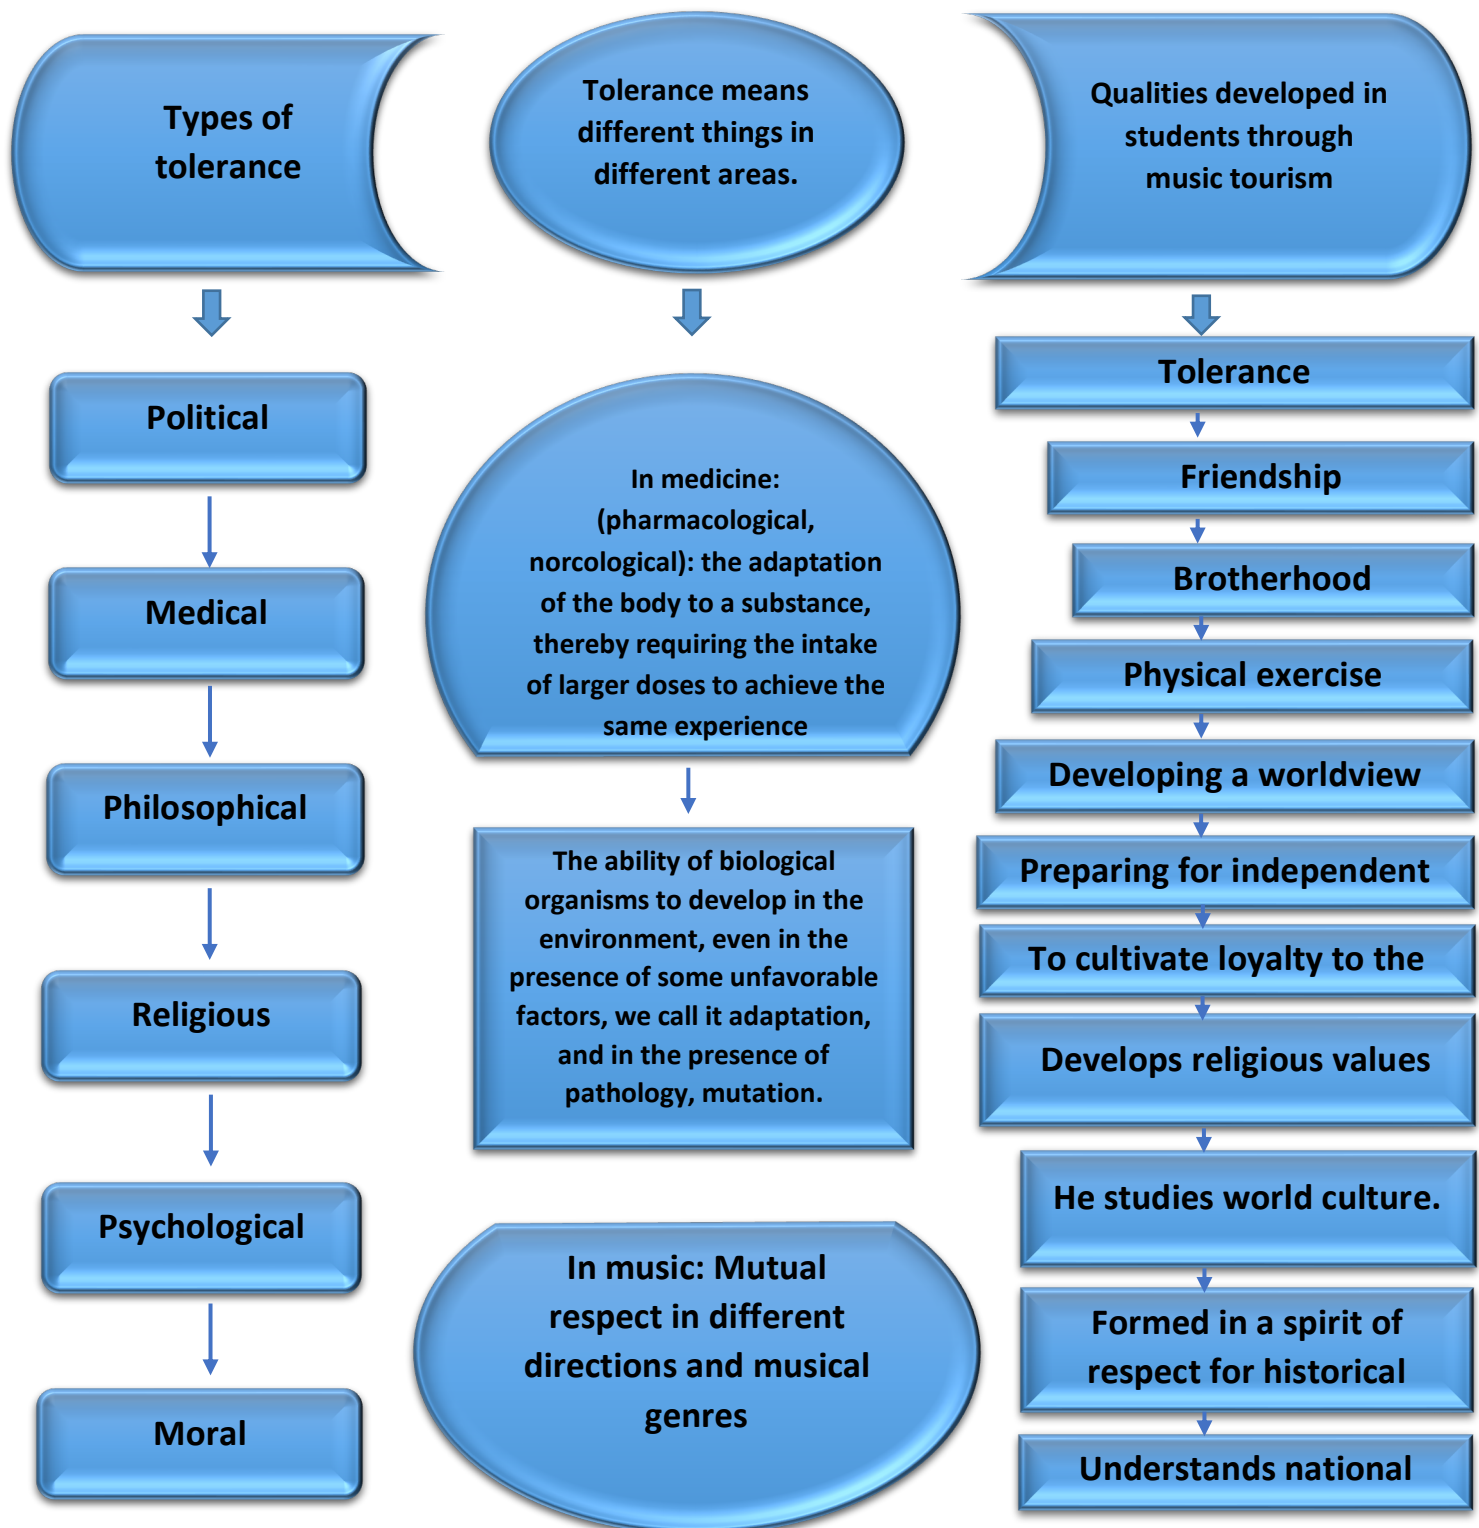 Types of
tolerance
Political
Medical
Philosophical
Religious
Psychological
Moral
Tolerance means
different things in
different areas.
In medicine:
(pharmacological,
norcological): the adaptation
of the body to a substance,
thereby requiring the intake
of larger doses to achieve the
same experience
The ability of biological
organisms to develop in the
environment, even in the
presence of some unfavorable
factors, we call it adaptation,
and in the presence of
pathology, mutation.
In music: Mutual
respect in different
directions and musical
genres
Qualities developed in
students through
music tourism
Tolerance
Friendship
Brotherhood
Physical exercise
Developing a worldview
Preparing for independent
To cultivate loyalty to the
Develops religious values
He studies world culture.
Formed in a spirit of
respect for historical
Understands national